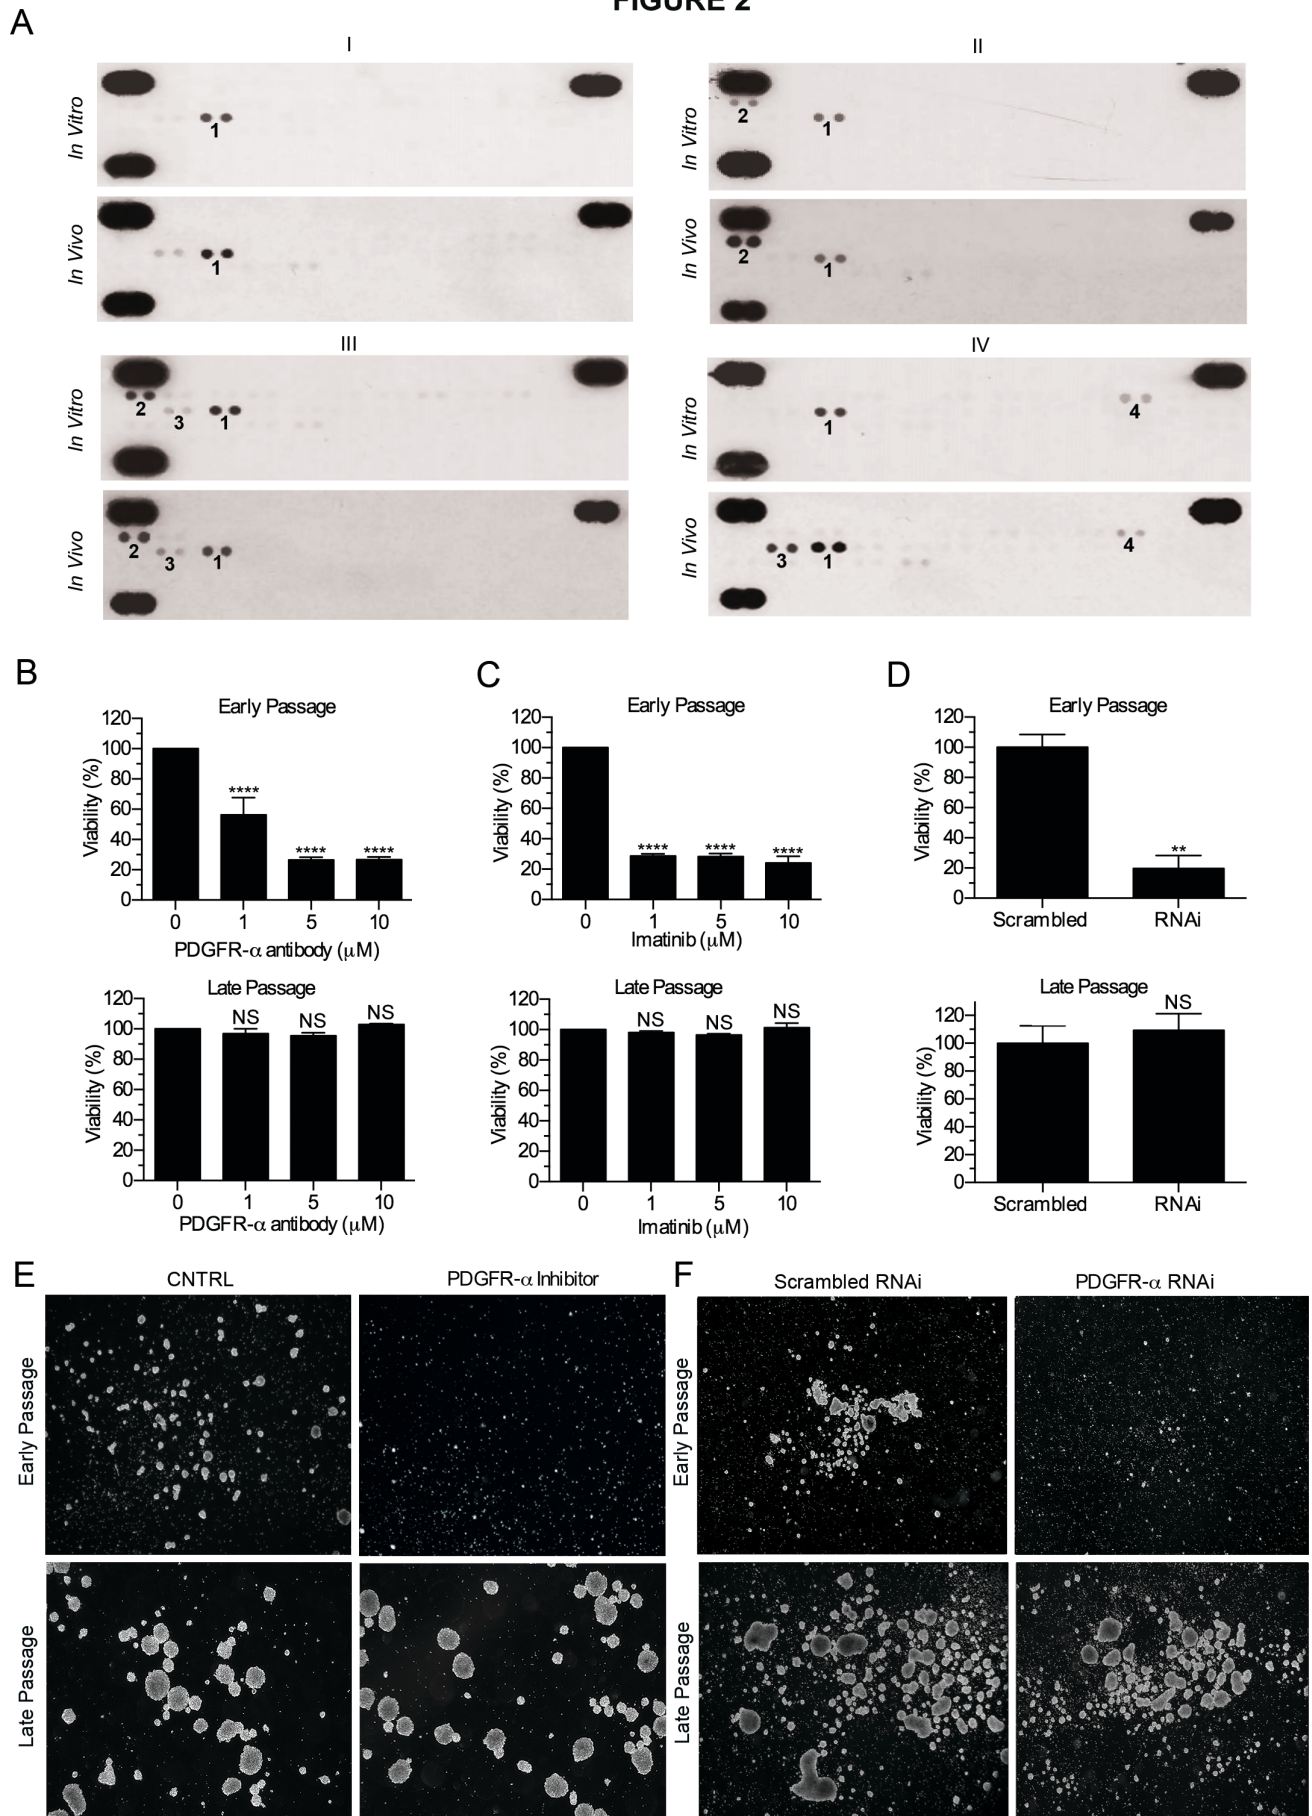 FIGURE 2
A
I
II
In Vitro
1
In Vitro
2
1
In Vivo
1
In Vivo
2
1
III
IV
In Vitro
2
3
1
In Vitro
1
4
In Vivo
2
3
1
In Vivo
3
1
4
B
Early Passage
Viability (%)
120
100
80
60
40
20
0
****
****
****
0 1 5 10
PDGFR-α antibody (μM)
Late Passage
Viability (%)
120
100
80
60
40
20
0
NS
NS
NS
0 1 5 10
PDGFR-α antibody (μM)
C
Early Passage
Viability (%)
120
100
80
60
40
20
0
****
****
****
0 1 5 10
Imatinib (μM)
Late Passage
Viability (%)
120
100
80
60
40
20
0
NS
NS
NS
0 1 5 10
Imatinib (μM)
D
Early Passage
Viability (%)
120
100
80
60
40
20
0
**
Scrambled RNAi
Late Passage
Viability (%)
120
100
80
60
40
20
0
NS
Scrambled RNAi
E
CNTRL
PDGFR-α Inhibitor
Early Passage
Late Passage
F
Scrambled RNAi
PDGFR-α RNAi
Early Passage
Late Passage